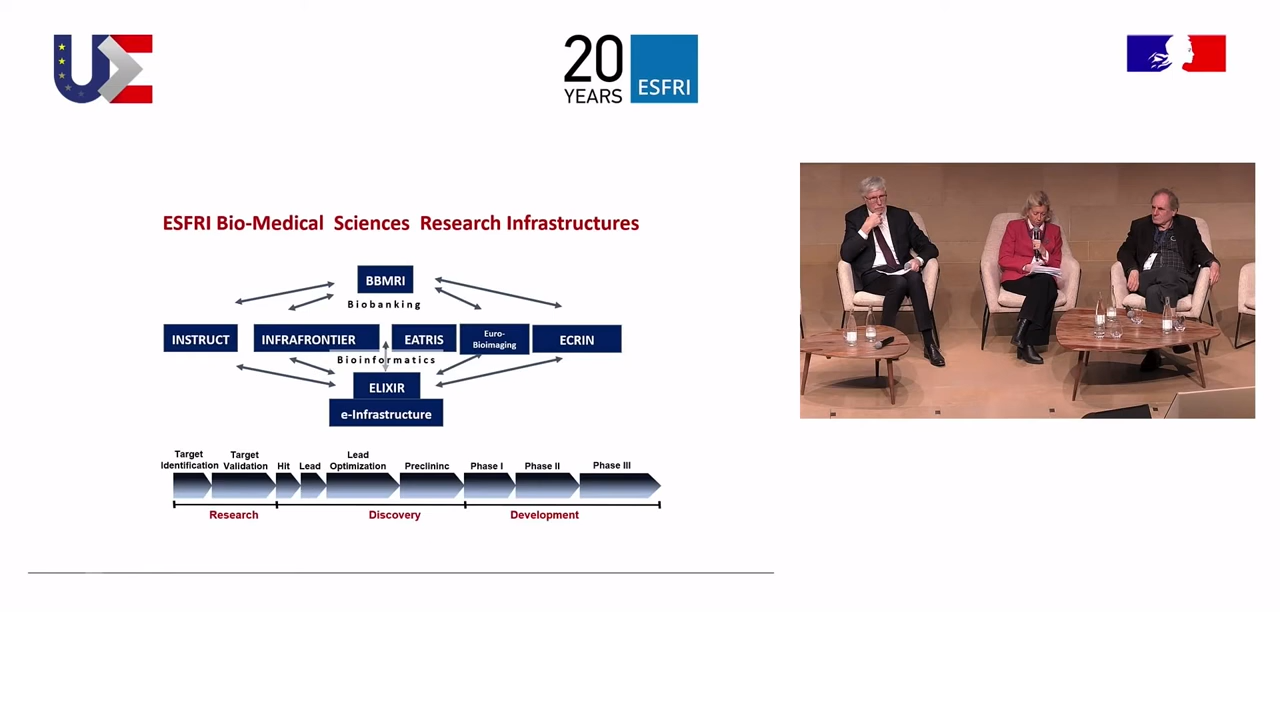 UE
20
YEARS
ESFRI
ESFRI Bio-Medical Sciences Research Infrastructures
BBMRI
Biobanking
INSTRUCT
INFRAFRONTIER
EATRIS
Euro-
Bioimaging
ECRIN
Bioinformatics
ELIXIR
e-Infrastructure
Target
Identification
Target
Validation
Hit
Lead
Lead
Optimization
Preclininc
Phase I
Phase II
Phase III
Research
Discovery
Development